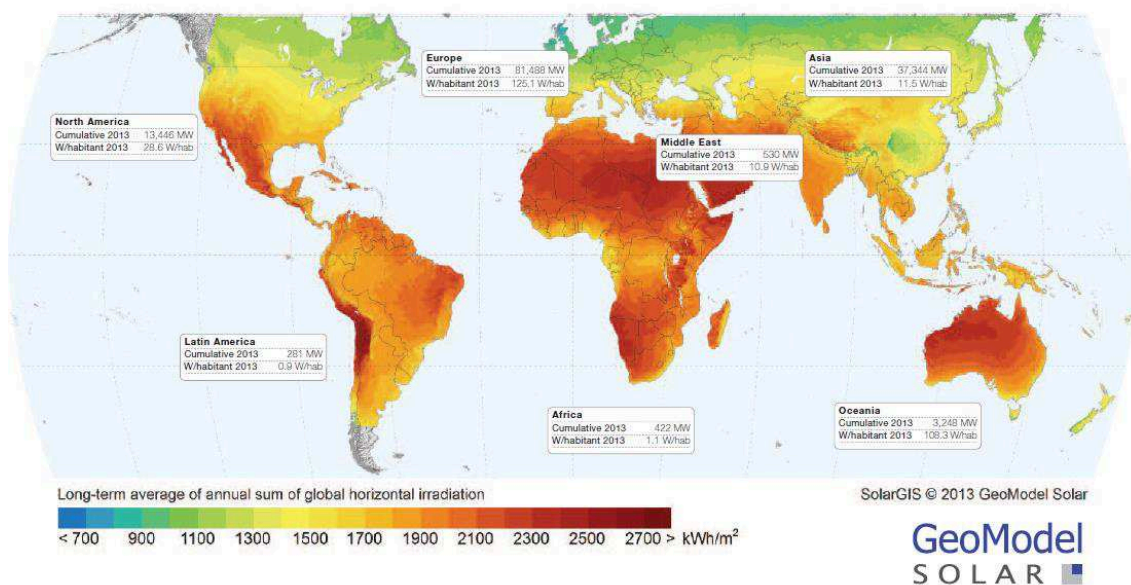 Europe
Cumulative 2013 81,488 MW
W/habitant 2013 125.1 W/hab
Asia
Cumulative 2013 37,344 MW
W/habitant 2013 11.5 W/hab
North America
Cumulative 2013 13,446 MW
W/habitant 2013 28.6 W/hab
Middle East
Cumulative 2013 530 MW
W/habitant 2013 10.9 W/hab
Latin America
Cumulative 2013 281 MW
W/habitant 2013 0.9 W/hab
Africa
Cumulative 2013 422 MW
W/habitant 2013 1.1 W/hab
Oceania
Cumulative 2013 3,248 MW
W/habitant 2013 108.3 W/hab
Long-term average of annual sum of global horizontal irradiation
SolarGIS © 2013 GeoModel Solar
< 700 900 1100 1300 1500 1700 1900 2100 2300 2500 2700 > kWh/m²
GeoModel
SOLAR